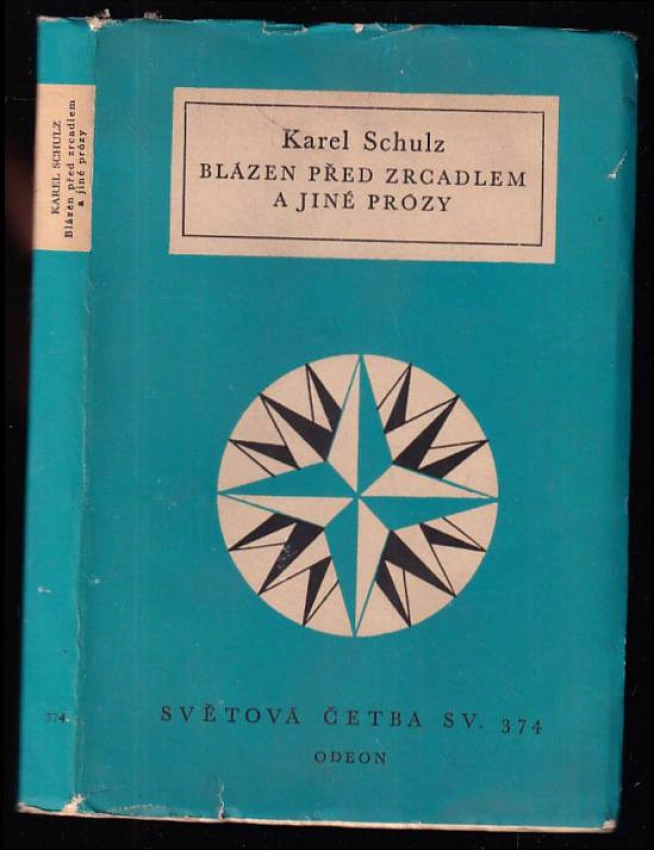 KAREL SCHULZ
Blázen před zrcadlem
a jiné prózy
374
Karel Schulz
BLÁZEN PŘED ZRCADLEM
A JINÉ PRÓZY
SVĚTOVÁ ČETBA SV. 374
ODEON